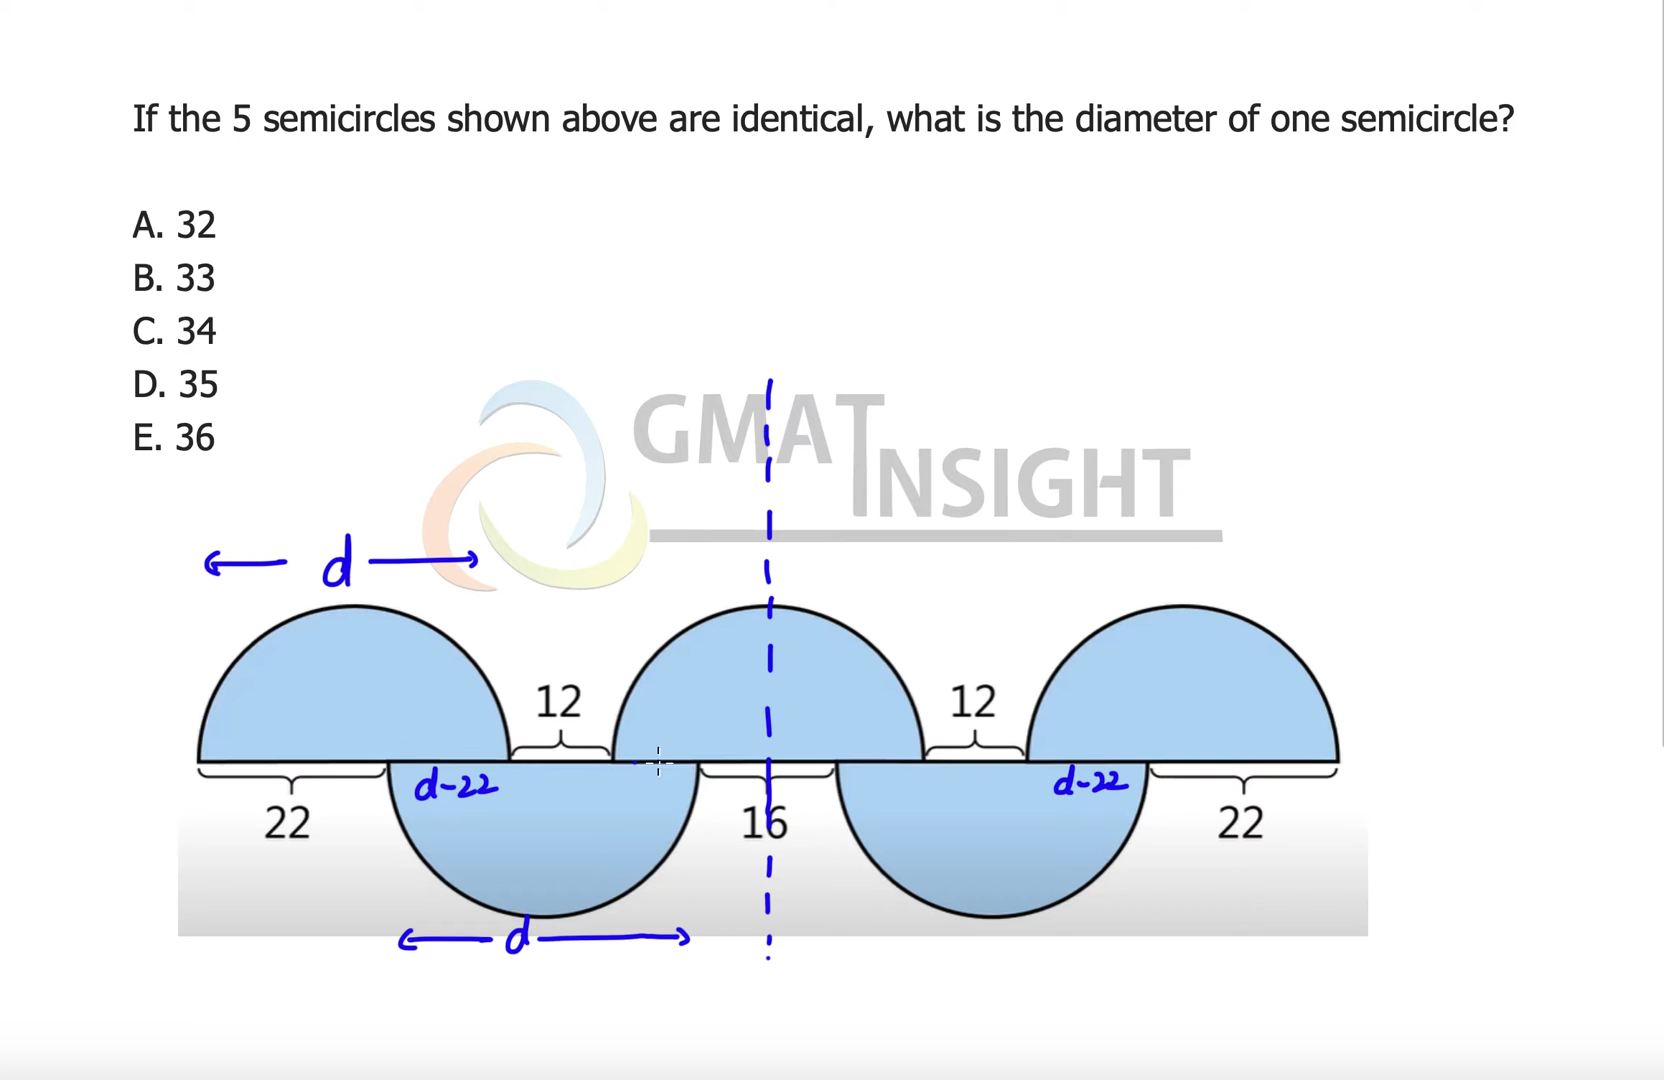 If the 5 semicircles shown above are identical, what is the diameter of one semicircle?
A. 32
B. 33
C. 34
D. 35
E. 36
GMAT INSIGHT
d
12
12
d-22
d-22
22
16
22
d